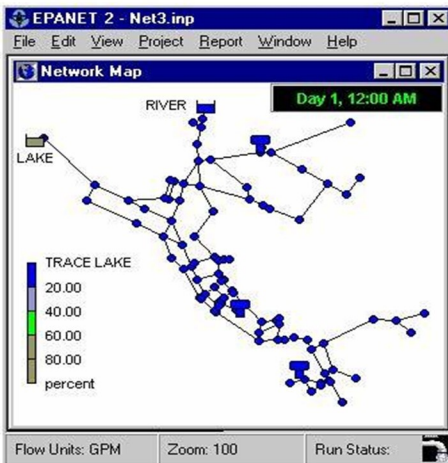 EPANET 2 - Net3.inp
File Edit View Project Report Window Help
Network Map
Day 1, 12:00 AM
RIVER
LAKE
TRACE LAKE
20.00
40.00
60.00
80.00
percent
Flow Units: GPM Zoom: 100 Run Status: